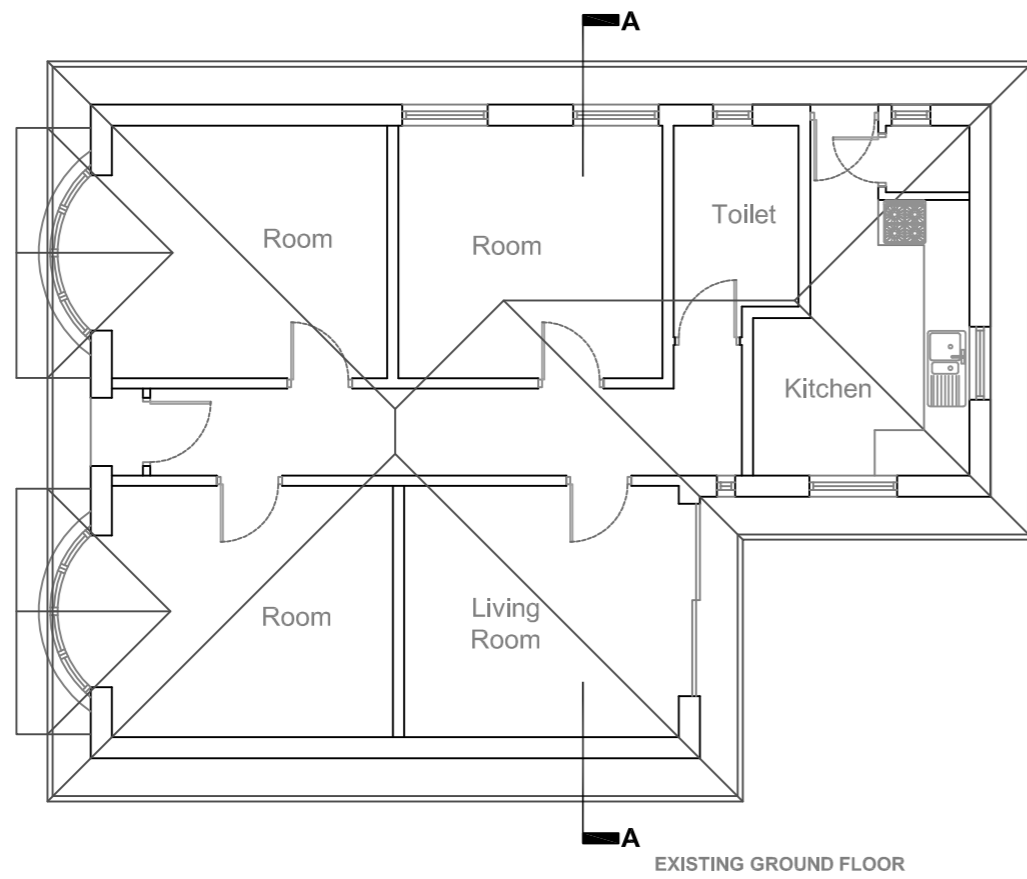 A
Room
Room
Toilet
Kitchen
Room
Living
Room
A
EXISTING GROUND FLOOR